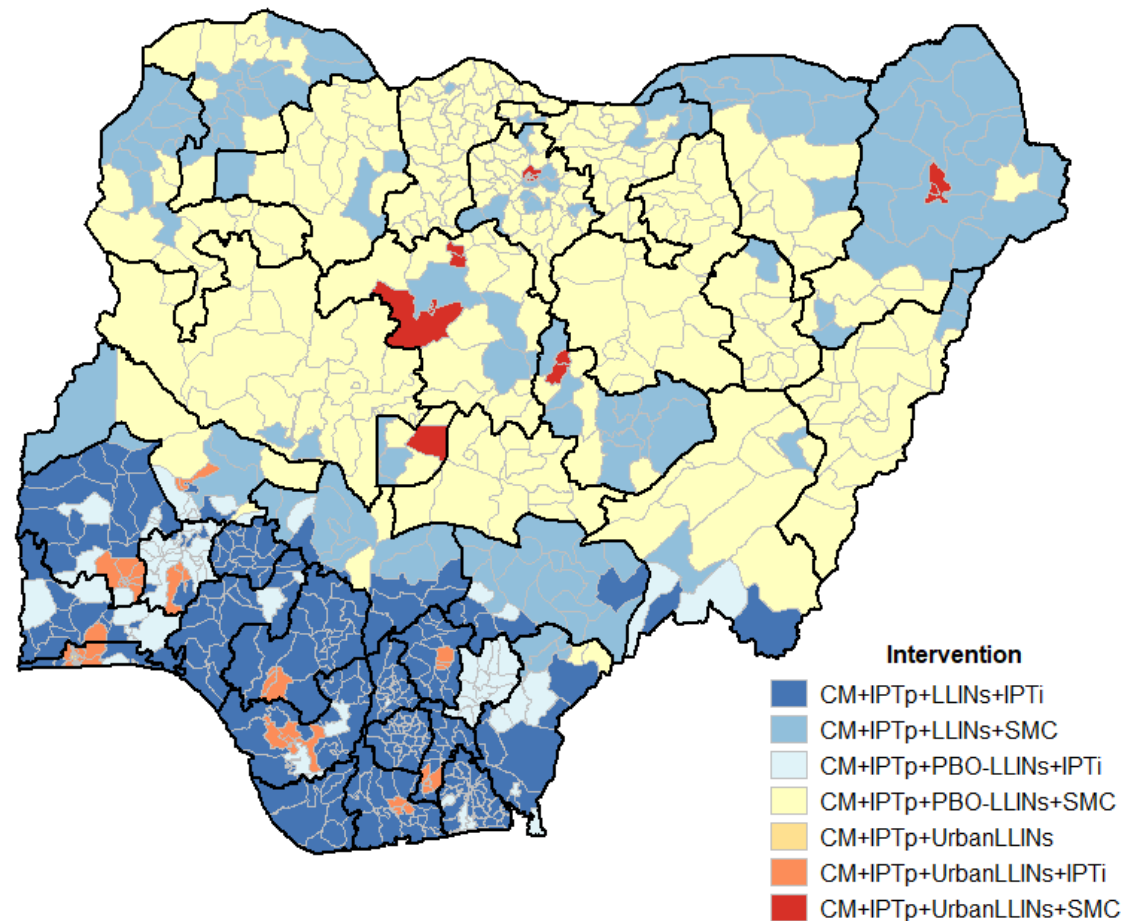 Intervention
CM+IPTp+LLINs+IPTi
CM+IPTp+LLINs+SMC
CM+IPTp+PBO-LLINs+IPTi
CM+IPTp+PBO-LLINs+SMC
CM+IPTp+UrbanLLINs
CM+IPTp+UrbanLLINs+IPTi
CM+IPTp+UrbanLLINs+SMC